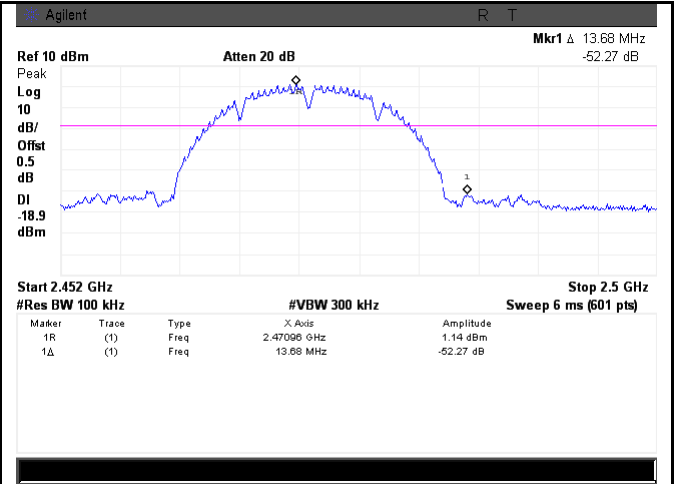 Agilent R T
Mkr1 Δ 13.68 MHz
Ref 10 dBm Atten 20 dB -52.27 dB
Peak
Log
10
dB/
Offst
0.5
dB
DI
-18.9
dBm
1R
1
Start 2.452 GHz Stop 2.5 GHz
#Res BW 100 kHz #VBW 300 kHz Sweep 6 ms (601 pts)
Marker Trace Type X Axis Amplitude
1R (1) Freq 2.47096 GHz 1.14 dBm
1Δ (1) Freq 13.68 MHz -52.27 dB